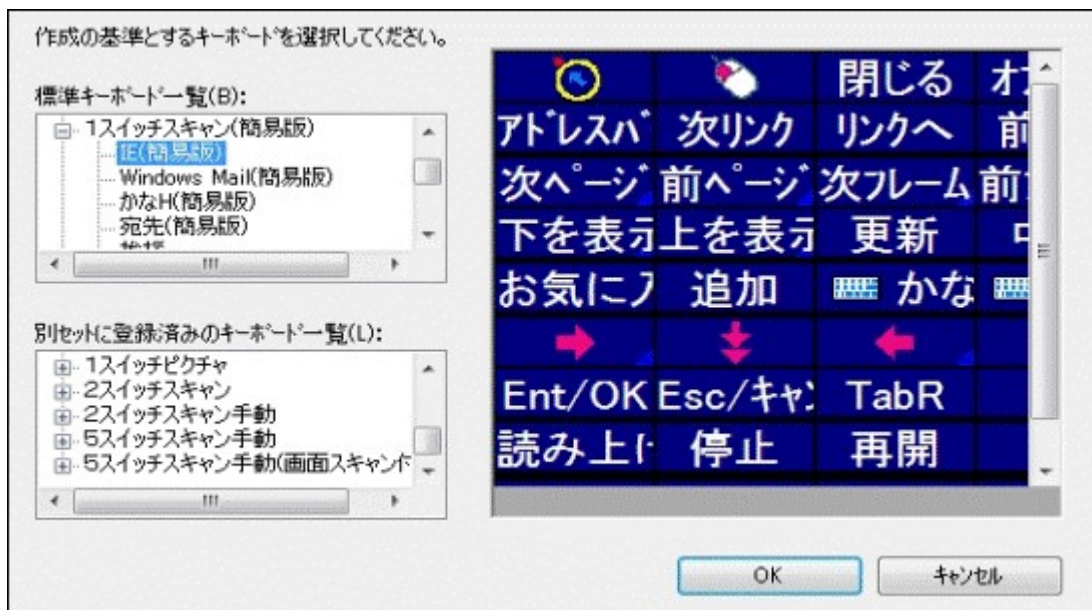 作成の基準とするキーボードを選択してください。
標準キーボード一覧(B):
1スイッチスキャン(簡易版)
IE(簡易版)
Windows Mail(簡易版)
かなH(簡易版)
宛先(簡易版)
別セットに登録済みのキーボード一覧(L):
1スイッチピクチャ
2スイッチスキャン
2スイッチスキャン手動
5スイッチスキャン手動
5スイッチスキャン手動(画面スキャン付
閉じる
アドレスバ 次リンク リンクへ 前
次ページ 前ページ 次フレーム 前
下を表示 上を表示 更新
お気に入 追加 かな
Ent/OK Esc/キャン TabR
読み上げ 停止 再開
OK キャンセル